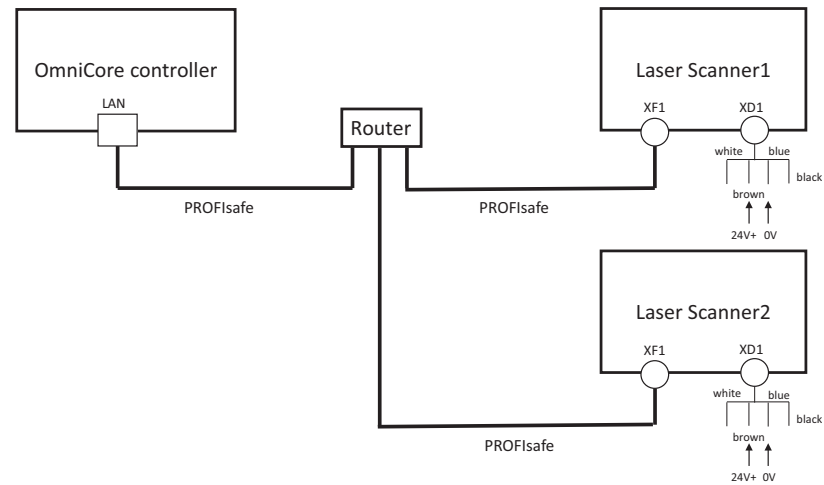 OmniCore controller
LAN
Router
PROFIsafe
PROFIsafe
Laser Scanner1
XF1
XD1
white
blue
black
brown
24V+ 0V
Laser Scanner2
XF1
XD1
white
blue
black
brown
24V+ 0V
PROFIsafe